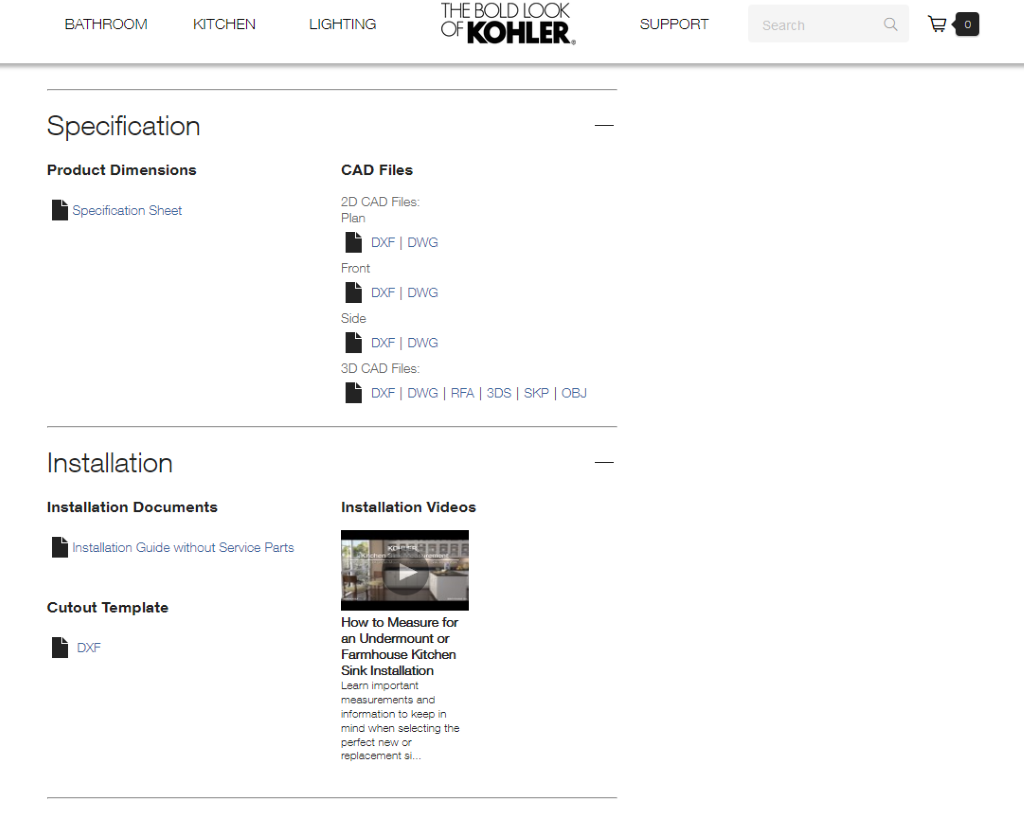 BATHROOM KITCHEN LIGHTING THE BOLD LOOK OF KOHLER® SUPPORT Search 0
Specification
Product Dimensions
Specification Sheet
CAD Files
2D CAD Files:
Plan
DXF | DWG
Front
DXF | DWG
Side
DXF | DWG
3D CAD Files:
DXF | DWG | RFA | 3DS | SKP | OBJ
Installation
Installation Documents
Installation Guide without Service Parts
Cutout Template
DXF
Installation Videos
KOHLER
How to Measure for
an Undermount or
Farmhouse Kitchen
Sink Installation
Learn important
measurements and
information to keep in
mind when selecting the
perfect new or
replacement si...